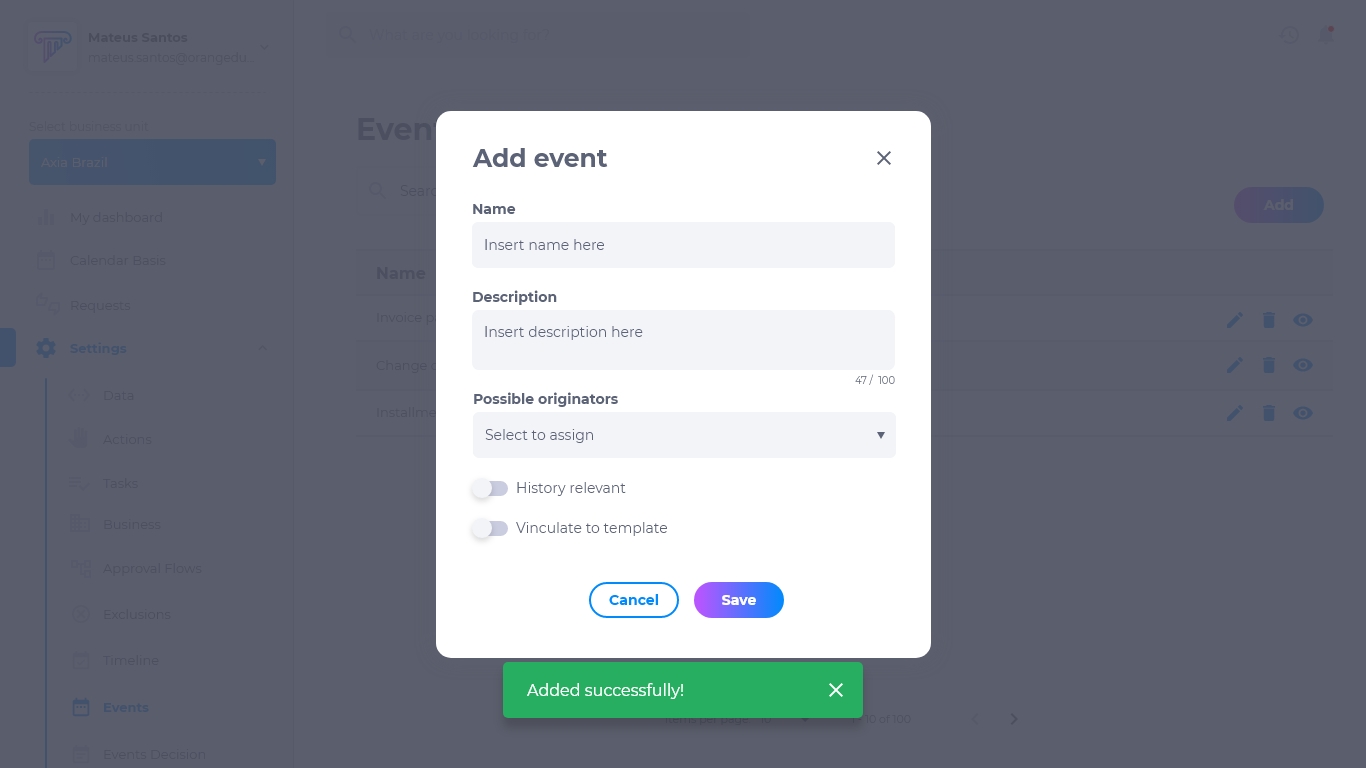 Mateus Santos
mateus.santos@orangedu...
What are you looking for?
Select business unit
Axia Brazil
My dashboard
Calendar Basis
Requests
Settings
Data
Actions
Tasks
Business
Approval Flows
Exclusions
Timeline
Events
Events Decision
Even
Sear
Add
Name
Invoice p
Change
Installme
Add event
Name
Insert name here
Description
Insert description here
47 / 100
Possible originators
Select to assign
History relevant
Vinculate to template
Cancel
Save
Added successfully!
Items per page
10 of 100